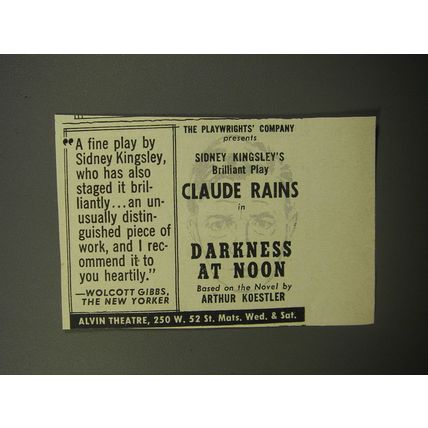 "A fine play by
Sidney Kingsley,
who has also
staged it bril-
liantly...an un-
usually distin-
guished piece of
work, and I rec-
ommend it to
you heartily."
—WOLCOTT GIBBS,
THE NEW YORKER
THE PLAYWRIGHTS' COMPANY
presents
SIDNEY KINGSLEY'S
Brilliant Play
CLAUDE RAINS
in
DARKNESS
AT NOON
Based on the Novel by
ARTHUR KOESTLER
ALVIN THEATRE, 250 W. 52 St. Mats. Wed. & Sat.